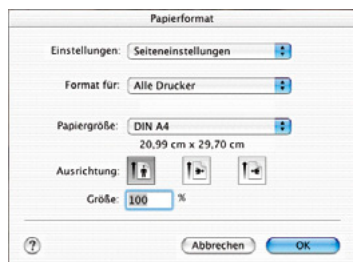 Papierformat
Einstellungen: Seiteneinstellungen
Format für: Alle Drucker
Papiergröße: DIN A4
20,99 cm x 29,70 cm
Ausrichtung:
Größe: 100 %
? Abbrechen OK